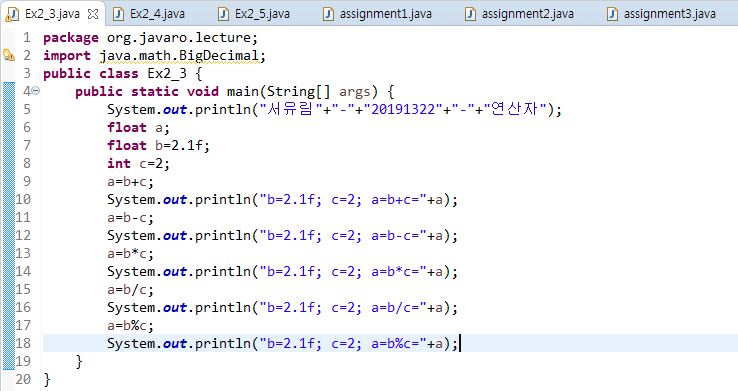 Ex2_3.java Ex2_4.java Ex2_5.java assignment1.java assignment2.java assignment3.java
1 package org.javaro.lecture;
2 import java.math.BigDecimal;
3 public class Ex2_3 {
4 public static void main(String[] args) {
5 System.out.println("서유림"+"-"+"20191322"+"-"+"연산자");
6 float a;
7 float b=2.1f;
8 int c=2;
9 a=b+c;
10 System.out.println("b=2.1f; c=2; a=b+c="+a);
11 a=b-c;
12 System.out.println("b=2.1f; c=2; a=b-c="+a);
13 a=b*c;
14 System.out.println("b=2.1f; c=2; a=b*c="+a);
15 a=b/c;
16 System.out.println("b=2.1f; c=2; a=b/c="+a);
17 a=b%c;
18 System.out.println("b=2.1f; c=2; a=b%c="+a);
19 }
20 }